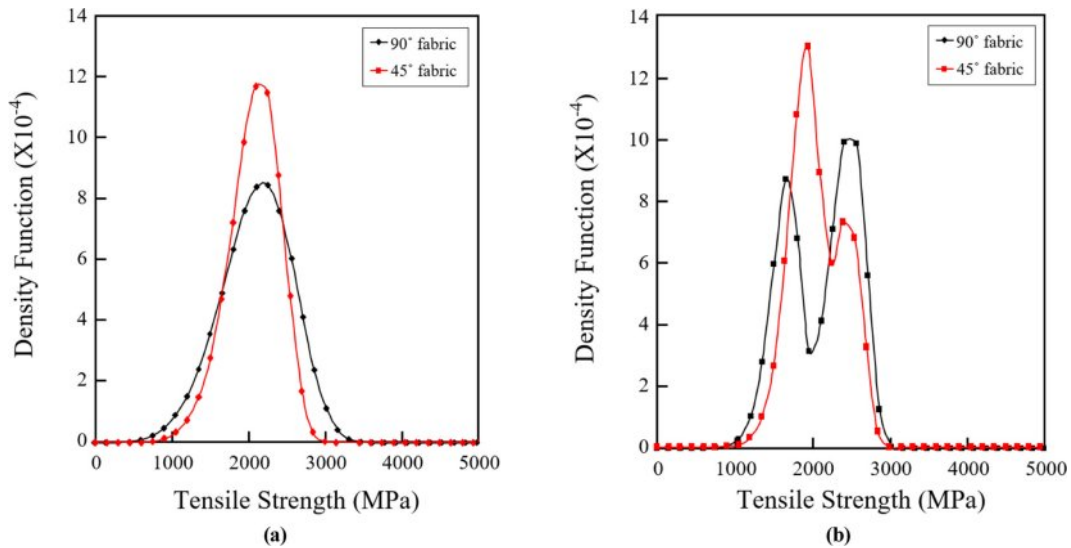 14
12
10
8
6
4
2
0
Density Function (X10⁻⁴)
90° fabric
45° fabric
0 1000 2000 3000 4000 5000
Tensile Strength (MPa)
(a)
14
12
10
8
6
4
2
0
Density Function (X10⁻⁴)
90° fabric
45° fabric
0 1000 2000 3000 4000 5000
Tensile Strength (MPa)
(b)